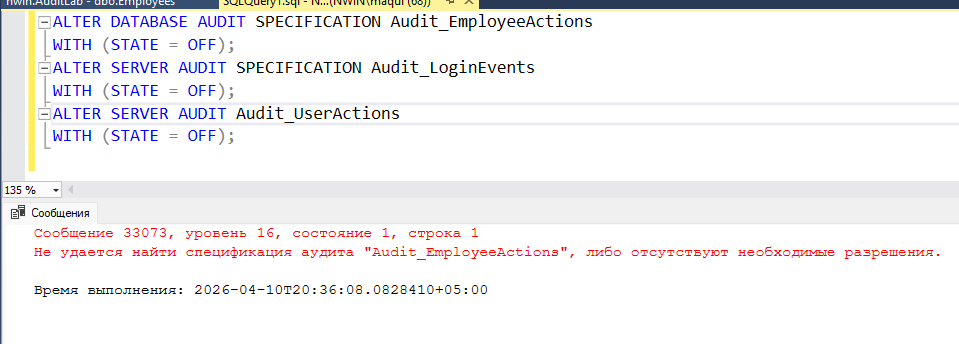 nwin.AuditLab - dbo.Employees
SQLQuery1.sql - N...(NWIN\maqui (68))
ALTER DATABASE AUDIT SPECIFICATION Audit_EmployeeActions
WITH (STATE = OFF);
ALTER SERVER AUDIT SPECIFICATION Audit_LoginEvents
WITH (STATE = OFF);
ALTER SERVER AUDIT Audit_UserActions
WITH (STATE = OFF);
135 %
Сообщения
Сообщение 33073, уровень 16, состояние 1, строка 1
Не удается найти спецификация аудита "Audit_EmployeeActions", либо отсутствуют необходимые разрешения.
Время выполнения: 2026-04-10T20:36:08.0828410+05:00